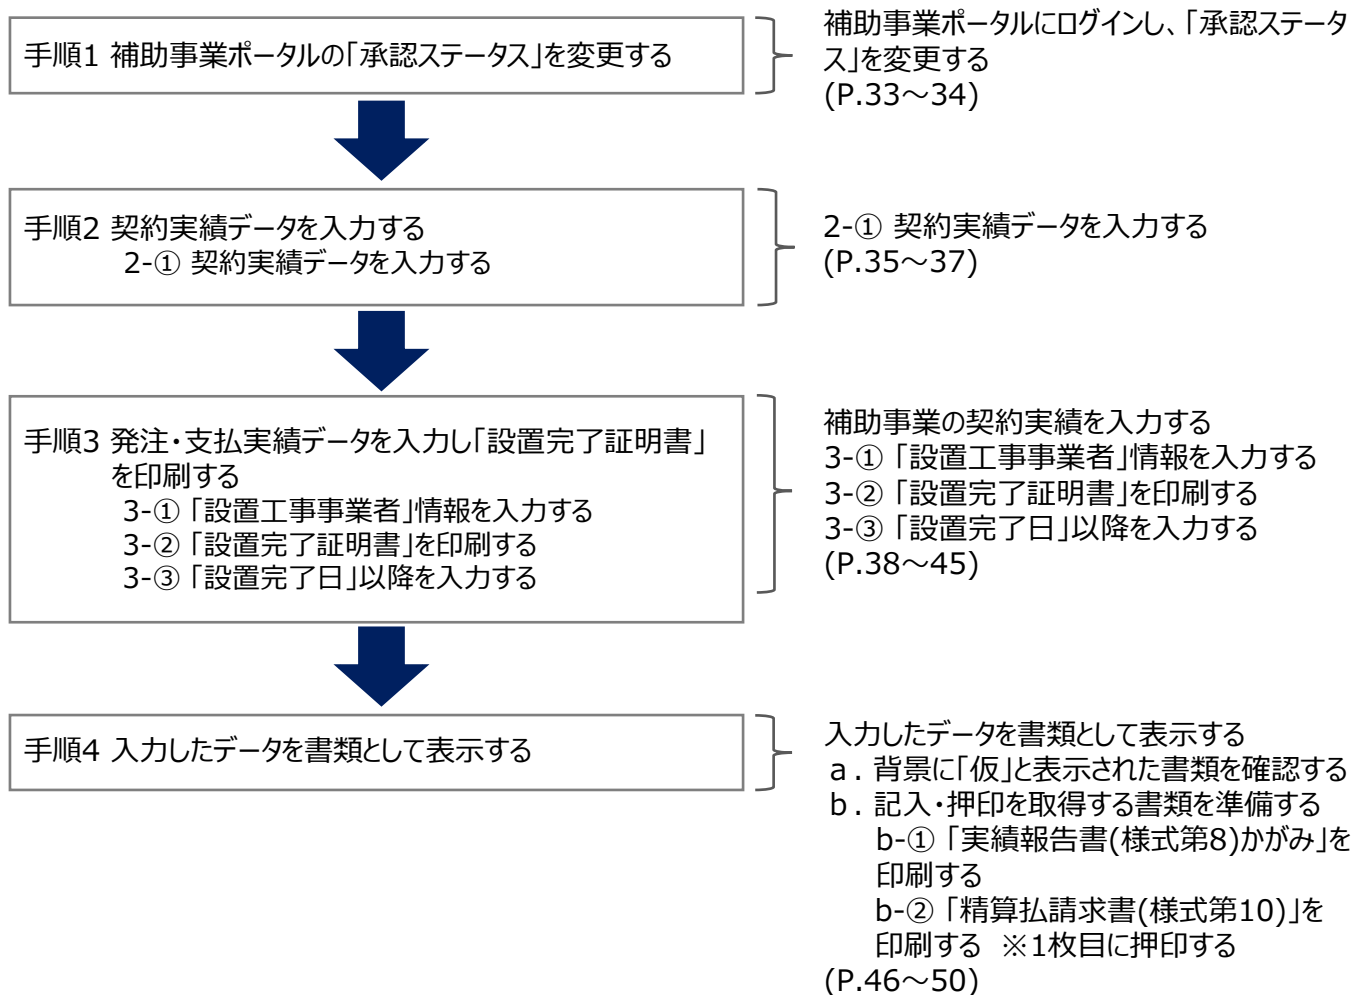 手順1 補助事業ポータルの「承認ステータス」を変更する
補助事業ポータルにログインし、「承認ステータ
ス」を変更する
(P.33～34)
手順2 契約実績データを入力する
2-① 契約実績データを入力する
2-① 契約実績データを入力する
(P.35～37)
手順3 発注・支払実績データを入力し「設置完了証明書」
を印刷する
3-①「設置工事事業者」情報を入力する
3-②「設置完了証明書」を印刷する
3-③「設置完了日」以降を入力する
補助事業の契約実績を入力する
3-①「設置工事事業者」情報を入力する
3-②「設置完了証明書」を印刷する
3-③「設置完了日」以降を入力する
(P.38～45)
手順4 入力したデータを書類として表示する
入力したデータを書類として表示する
ａ. 背景に「仮」と表示された書類を確認する
ｂ. 記入・押印を取得する書類を準備する
b-①「実績報告書(様式第8)かがみ」を
印刷する
b-②「精算払請求書(様式第10)」を
印刷する ※1枚目に押印する
(P.46～50)